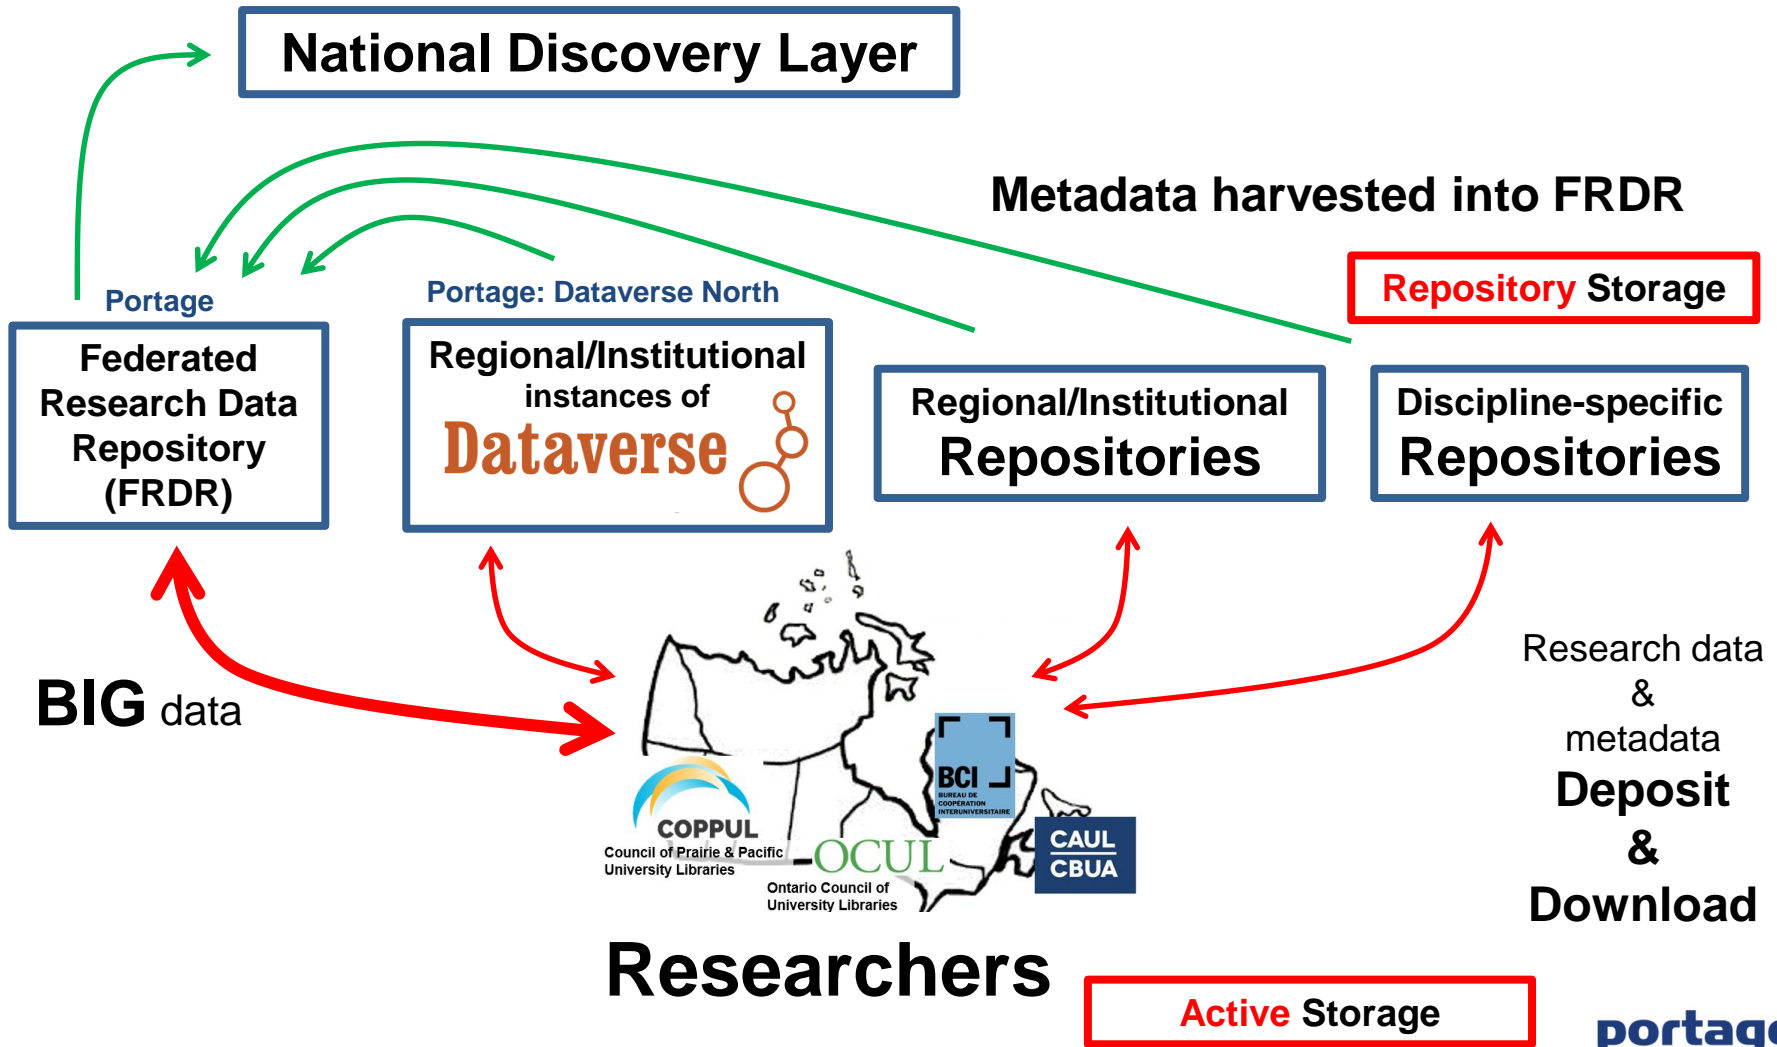 National Discovery Layer
Metadata harvested into FRDR
Repository Storage
Portage
Federated
Research Data
Repository
(FRDR)
Portage: Dataverse North
Regional/Institutional
instances of
Dataverse
Regional/Institutional
Repositories
Discipline-specific
Repositories
BIG data
Research data
&
metadata
Deposit
&
Download
BCI
BUREAU DE
COOPÉRATION
INTERUNIVERSITAIRE
COPPUL
Council of Prairie & Pacific
University Libraries
OCUL
Ontario Council of
University Libraries
CAUL
CBUA
Researchers
Active Storage
portage